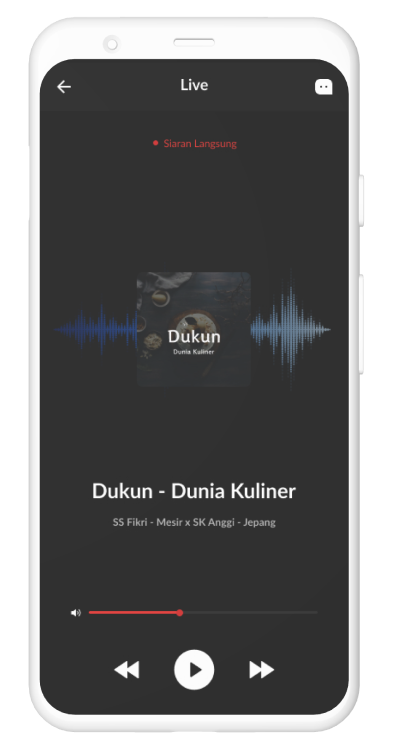 Live
Siaran Langsung
Dukun
Dunia Kuliner
Dukun - Dunia Kuliner
SS Fikri - Mesir x SK Anggi - Jepang